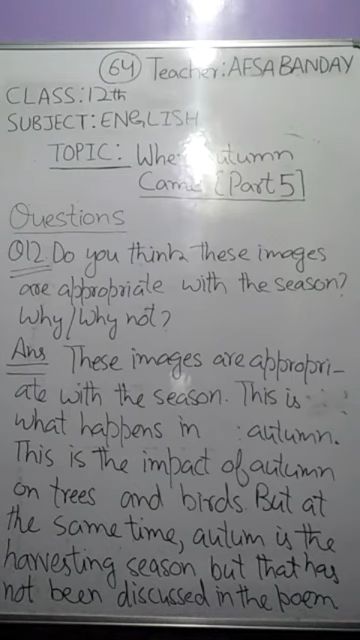 64 Teacher: AFSA BANDAY
CLASS: 12th
SUBJECT: ENGLISH
TOPIC: Whe utumn
Came [Part 5]
Questions
Q12 Do you think these images
are appropriate with the season?
Why/Why not?
Ans These images are appropri-
ate with the season. This is
what happens in autumn.
This is the impact of autumn
on trees and birds. But at
the same time, autum is the
harvesting season but that has
not been discussed in the poem